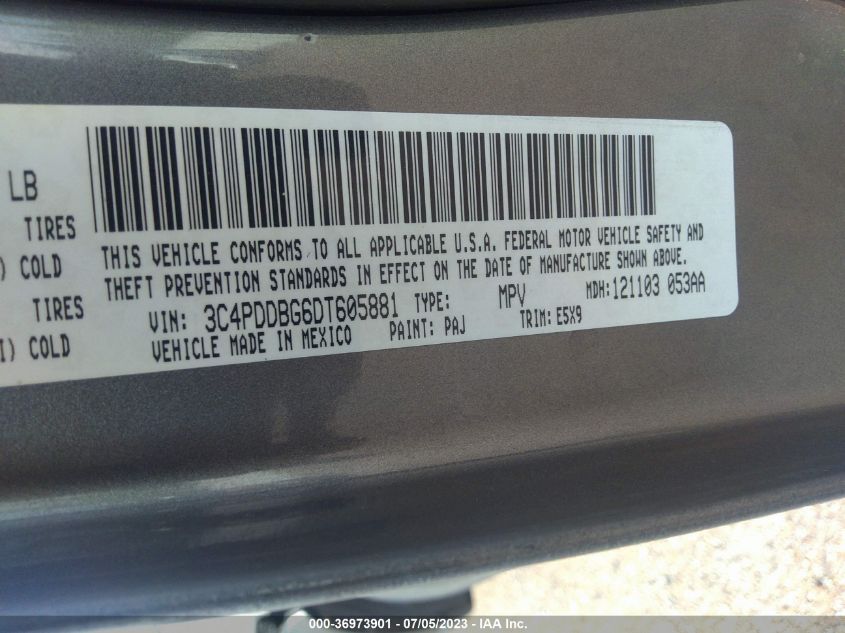 LB
TIRES
) COLD
TIRES
I) COLD
THIS VEHICLE CONFORMS TO ALL APPLICABLE U.S.A. FEDERAL MOTOR VEHICLE SAFETY AND
THEFT PREVENTION STANDARDS IN EFFECT ON THE DATE OF MANUFACTURE SHOWN ABOVE.
VIN: 3C4PDDBG6DT605881 TYPE: MPV MDH:121103 053AA
VEHICLE MADE IN MEXICO PAINT: PAJ TRIM: E5X9
000-36973901 / 07/05/2023 / IAA Inc.